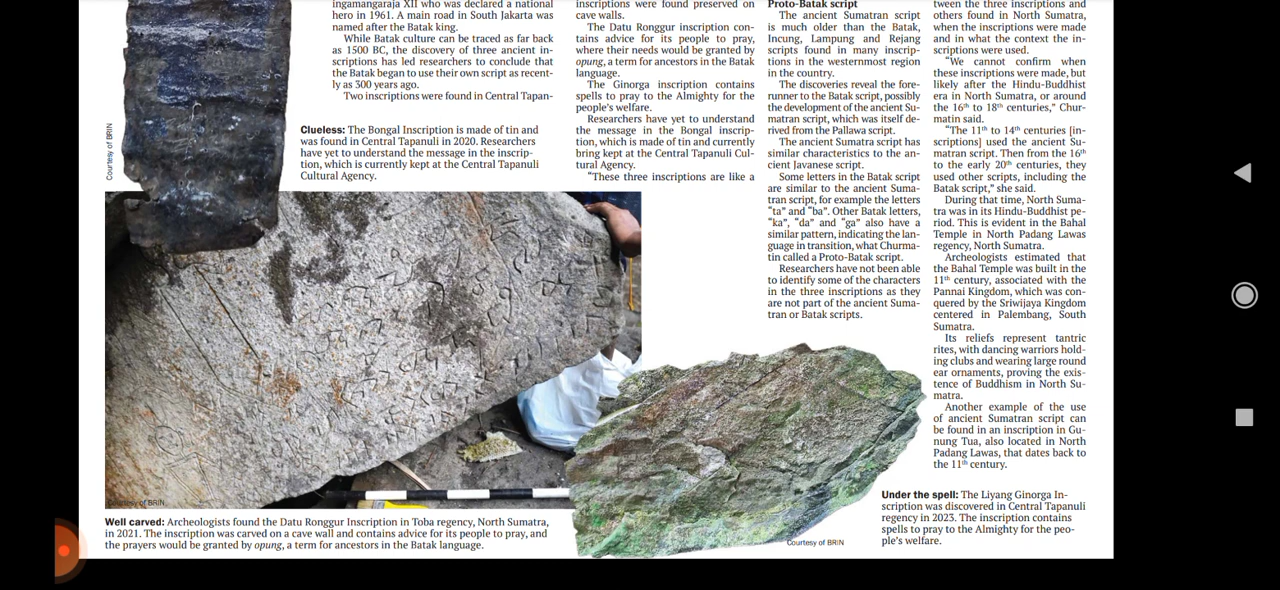 ingamangaraja XII who was declared a national
hero in 1961. A main road in South Jakarta was
named after the Batak king.
While Batak culture can be traced as far back
as 1500 BC, the discovery of three ancient in-
scriptions has led researchers to conclude that
the Batak began to use their own script as recent-
ly as 300 years ago.
Two inscriptions were found in Central Tapan-
Courtesy of BRIN
Clueless: The Bongal Inscription is made of tin and
was found in Central Tapanuli in 2020. Researchers
have yet to understand the message in the inscrip-
tion, which is currently kept at the Central Tapanuli
Cultural Agency.
inscriptions were found preserved on
cave walls.
The Datu Ronggur inscription con-
tains advice for its people to pray,
where their needs would be granted by
opung, a term for ancestors in the Batak
language.
The Ginorga inscription contains
spells to pray to the Almighty for the
people's welfare.
Researchers have yet to understand
the message in the Bongal inscrip-
tion, which is made of tin and currently
bring kept at the Central Tapanuli Cul-
tural Agency.
"These three inscriptions are like a
Proto-Batak script
The ancient Sumatran script
is much older than the Batak,
Incung, Lampung and Rejang
scripts found in many inscrip-
tions in the westernmost region
in the country.
The discoveries reveal the fore-
runner to the Batak script, possibly
the development of the ancient Su-
matran script, which was itself de-
rived from the Pallawa script.
The ancient Sumatra script has
similar characteristics to the an-
cient Javanese script.
Some letters in the Batak script
are similar to the ancient Suma-
tran script, for example the letters
"ta" and "ba". Other Batak letters,
"ka", "da" and "ga" also have a
similar pattern, indicating the lan-
guage in transition, what Churma-
tin called a Proto-Batak script.
Researchers have not been able
to identify some of the characters
in the three inscriptions as they
are not part of the ancient Suma-
tran or Batak scripts.
tween the three inscriptions and
others found in North Sumatra,
when the inscriptions were made
and in what the context the in-
scriptions were used.
"We cannot confirm when
these inscriptions were made, but
likely after the Hindu-Buddhist
era in North Sumatra, or around
the 16th to 18th centuries," Chur-
matin said.
"The 11th to 14th centuries [in-
scriptions] used the ancient Su-
matran script. Then from the 16th
to the early 20th centuries, they
used other scripts, including the
Batak script," she said.
During that time, North Suma-
tra was in its Hindu-Buddhist pe-
riod. This is evident in the Bahal
Temple in North Padang Lawas
regency, North Sumatra.
Archeologists estimated that
the Bahal Temple was built in the
11th century, associated with the
Pannai Kingdom, which was con-
quered by the Sriwijaya Kingdom
centered in Palembang, South
Sumatra.
Its reliefs represent tantric
rites, with dancing warriors hold-
ing clubs and wearing large round
ear ornaments, proving the exis-
tence of Buddhism in North Su-
matra.
Another example of the use
of ancient Sumatran script can
be found in an inscription in Gu-
nung Tua, also located in North
Padang Lawas, that dates back to
the 11th century.
Courtesy of BRIN
Well carved: Archeologists found the Datu Ronggur Inscription in Toba regency, North Sumatra,
in 2021. The inscription was carved on a cave wall and contains advice for its people to pray, and
the prayers would be granted by opung, a term for ancestors in the Batak language.
Courtesy of BRIN
Under the spell: The Liyang Ginorga In-
scription was discovered in Central Tapanuli
regency in 2023. The inscription contains
spells to pray to the Almighty for the peo-
ple's welfare.